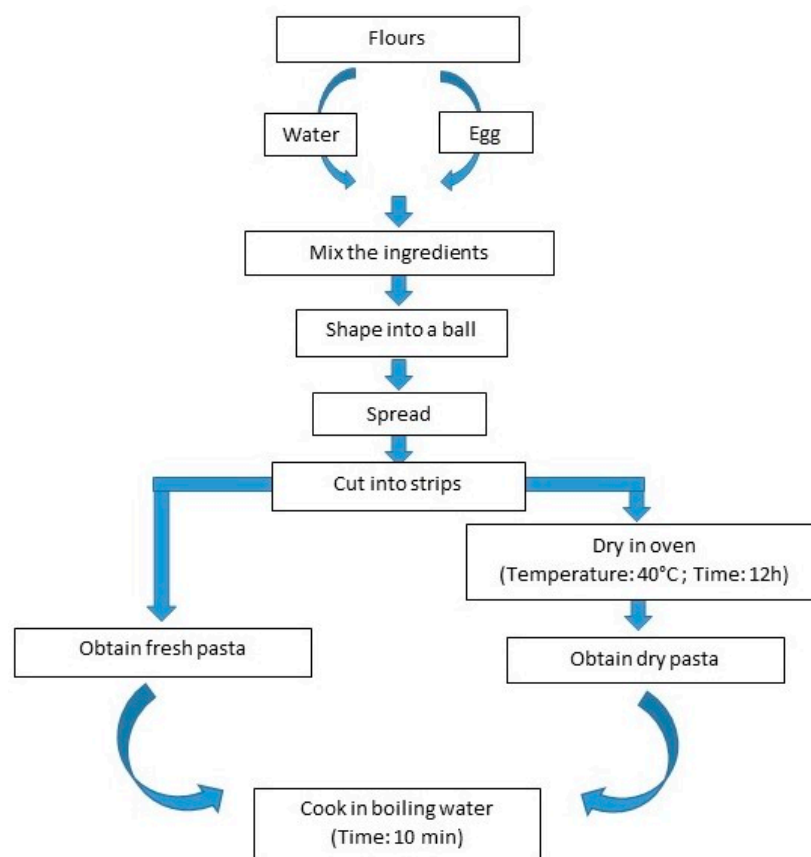 Flours
Water
Egg
Mix the ingredients
Shape into a ball
Spread
Cut into strips
Dry in oven
(Temperature: 40°C ; Time: 12h)
Obtain fresh pasta
Obtain dry pasta
Cook in boiling water
(Time: 10 min)